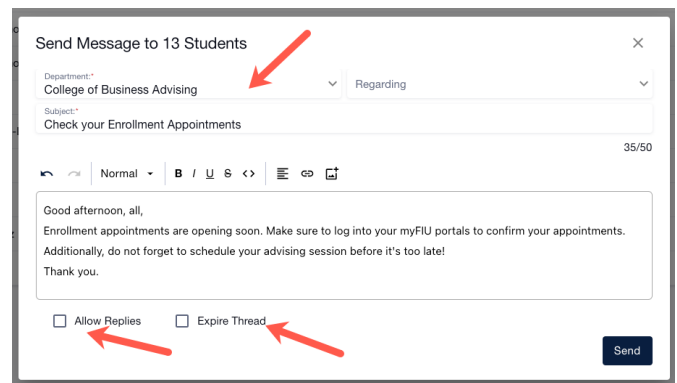 Send Message to 13 Students
Department:*
College of Business Advising
Regarding
Subject:*
Check your Enrollment Appointments
35/50
Normal B I U S <>
Good afternoon, all,
Enrollment appointments are opening soon. Make sure to log into your myFIU portals to confirm your appointments.
Additionally, do not forget to schedule your advising session before it's too late!
Thank you.
Allow Replies Expire Thread
Send